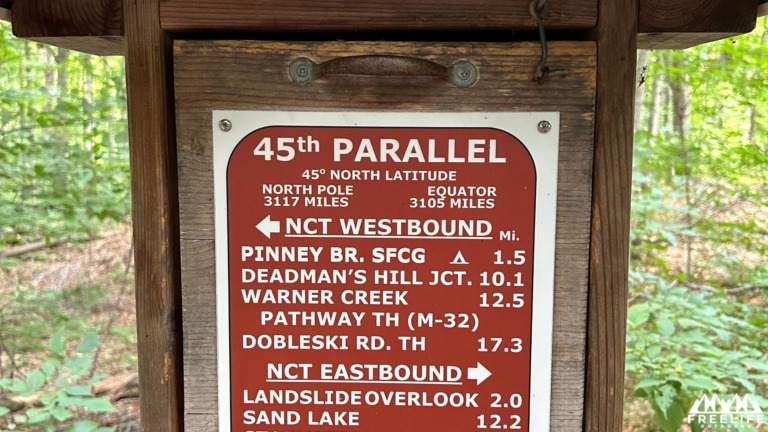 45th PARALLEL
45° NORTH LATITUDE
NORTH POLE EQUATOR
3117 MILES 3105 MILES
NCT WESTBOUND Mi.
PINNEY BR. SFCG 1.5
DEADMAN'S HILL JCT. 10.1
WARNER CREEK 12.5
PATHWAY TH (M-32)
DOBLESKI RD. TH 17.3
NCT EASTBOUND
LANDSLIDE OVERLOOK 2.0
SAND LAKE 12.2
FREELIFE
OUTDOORS